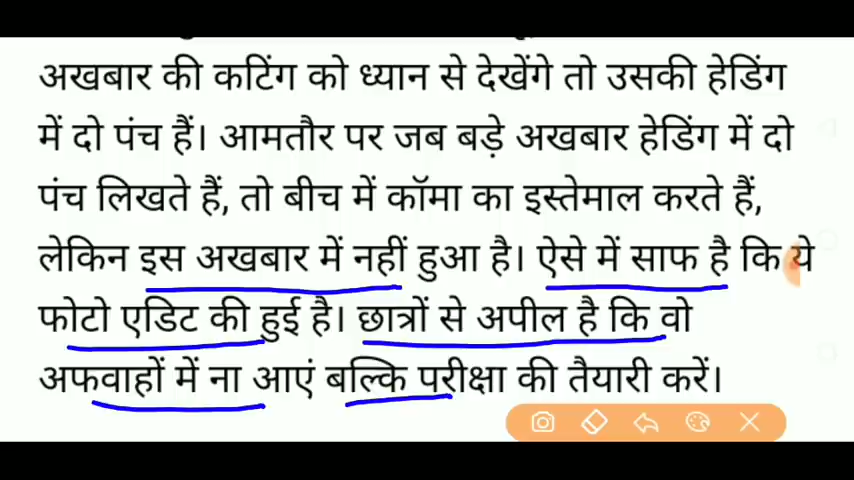 अखबार की कटिंग को ध्यान से देखेंगे तो उसकी हेडिंग
में दो पंच हैं। आमतौर पर जब बड़े अखबार हेडिंग में दो
पंच लिखते हैं, तो बीच में कॉमा का इस्तेमाल करते हैं,
लेकिन इस अखबार में नहीं हुआ है। ऐसे में साफ है कि ये
फोटो एडिट की हुई है। छात्रों से अपील है कि वो
अफवाहों में ना आएं बल्कि परीक्षा की तैयारी करें।